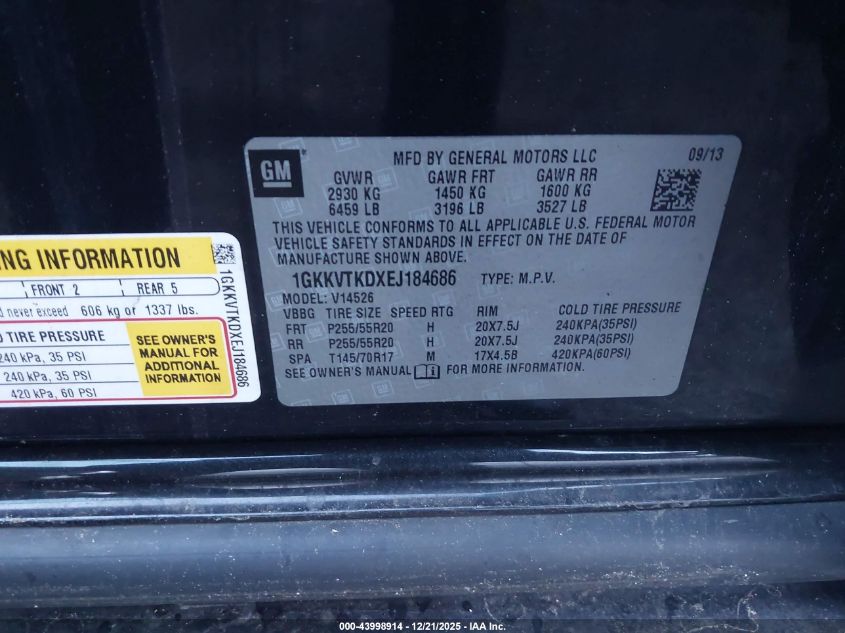 GM
MFD BY GENERAL MOTORS LLC 09/13
GVWR GAWR FRT GAWR RR
2930 KG 1450 KG 1600 KG
6459 LB 3196 LB 3527 LB
THIS VEHICLE CONFORMS TO ALL APPLICABLE U.S. FEDERAL MOTOR
VEHICLE SAFETY STANDARDS IN EFFECT ON THE DATE OF
MANUFACTURE SHOWN ABOVE.
1GKKVTKDXEJ184686 TYPE: M.P.V.
MODEL: V14526
VBBG TIRE SIZE SPEED RTG RIM COLD TIRE PRESSURE
FRT P255/55R20 H 20X7.5J 240KPA(35PSI)
RR P255/55R20 H 20X7.5J 240KPA(35PSI)
SPA T145/70R17 M 17X4.5B 420KPA(60PSI)
SEE OWNER'S MANUAL FOR MORE INFORMATION.
ING INFORMATION
FRONT 2 REAR 5
never exceed 606 kg or 1337 lbs.
TIRE PRESSURE
240 kPa, 35 PSI
240 kPa, 35 PSI
420 kPa, 60 PSI
SEE OWNER'S
MANUAL FOR
ADDITIONAL
INFORMATION
1GKKVTKDXEJ184686
000-43998914 - 12/21/2025 - IAA Inc.